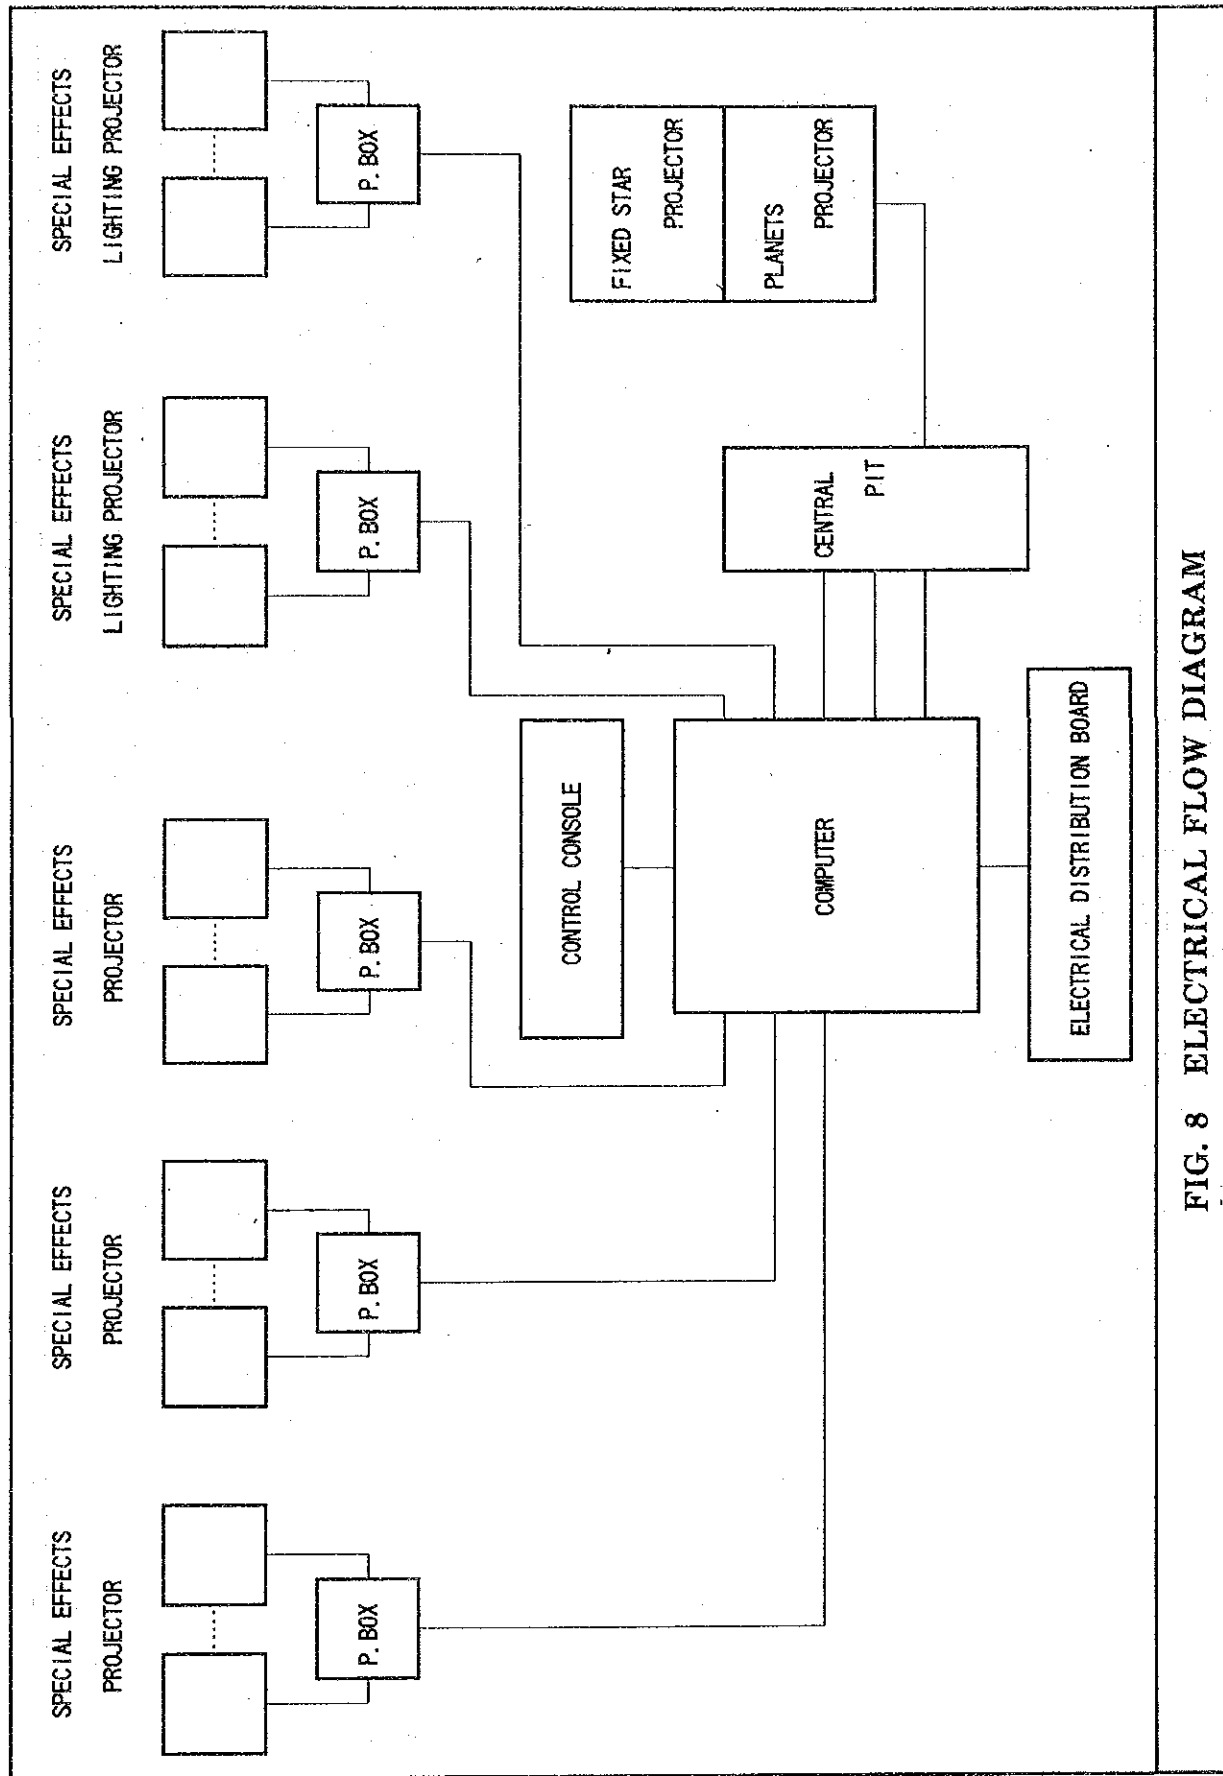 SPECIAL EFFECTS
PROJECTOR
SPECIAL EFFECTS
PROJECTOR
SPECIAL EFFECTS
PROJECTOR
SPECIAL EFFECTS
LIGHTING PROJECTOR
SPECIAL EFFECTS
LIGHTING PROJECTOR
P. BOX
P. BOX
P. BOX
P. BOX
P. BOX
CONTROL CONSOLE
FIXED STAR
PROJECTOR
PLANETS
PROJECTOR
COMPUTER
CENTRAL
PIT
ELECTRICAL DISTRIBUTION BOARD
FIG. 8 ELECTRICAL FLOW DIAGRAM